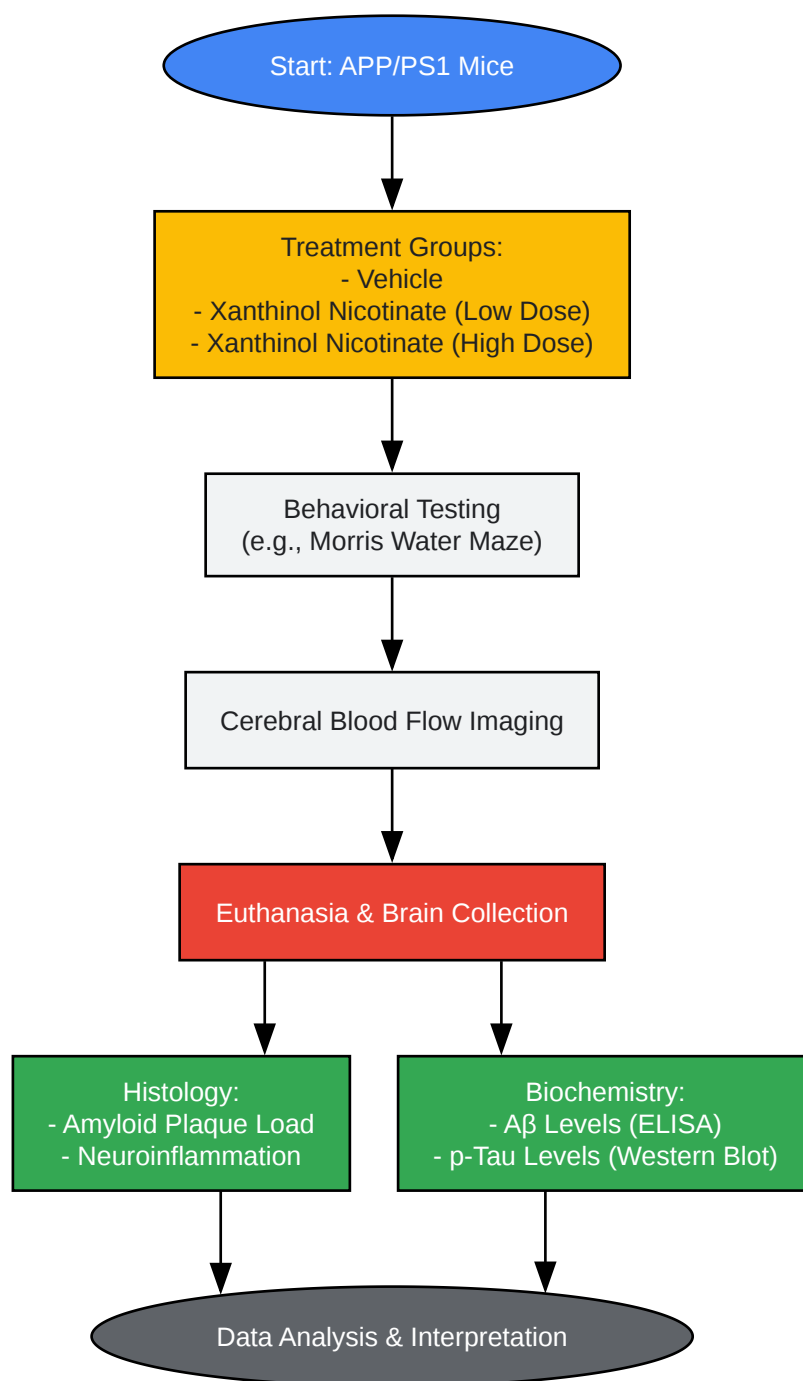 Start: APP/PS1 Mice
Treatment Groups:
- Vehicle
- Xanthinol Nicotinate (Low Dose)
- Xanthinol Nicotinate (High Dose)
Behavioral Testing
(e.g., Morris Water Maze)
Cerebral Blood Flow Imaging
Euthanasia & Brain Collection
Histology:
- Amyloid Plaque Load
- Neuroinflammation
Biochemistry:
- Aβ Levels (ELISA)
- p-Tau Levels (Western Blot)
Data Analysis & Interpretation